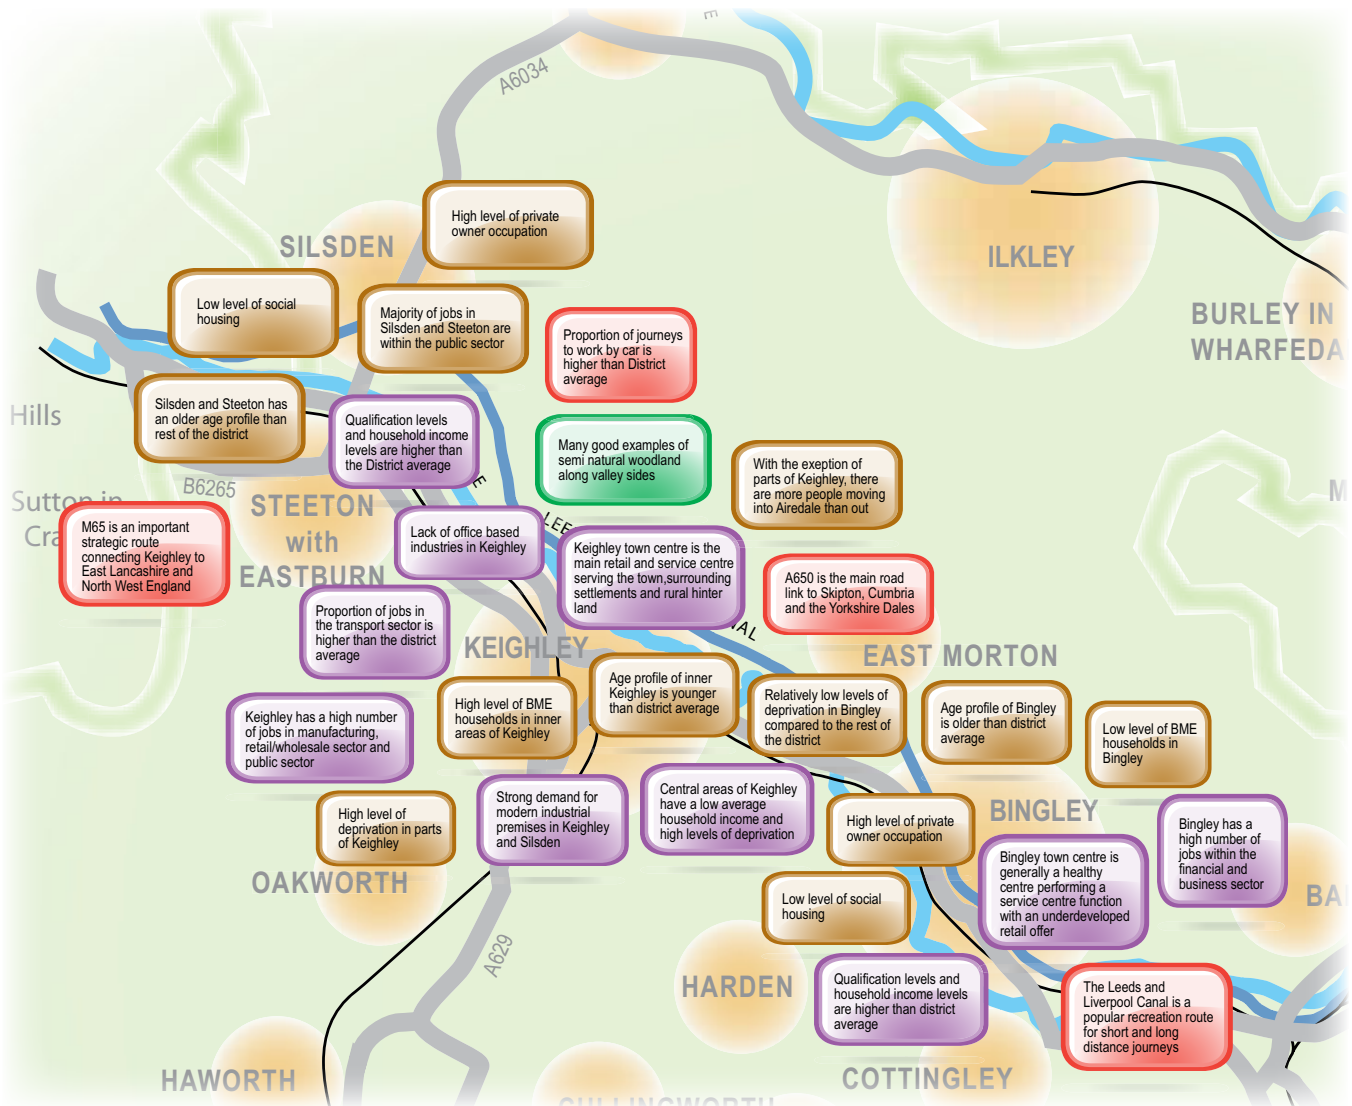 E
A6034
High level of private
owner occupation
SILSDEN
ILKLEY
Low level of social
housing
Majority of jobs in
Silsden and Steeton are
within the public sector
BURLEY IN
WHARFEDA
Proportion of journeys
to work by car is
higher than District
average
Silsden and Steeton has
an older age profile than
rest of the district
Hills
Qualification levels
and household income
levels are higher than
the District average
Many good examples of
semi natural woodland
along valley sides
With the exeption of
parts of Keighley, there
are more people moving
into Airedale than out
B6265
E
M
Sutton in
Cra
STEETON
with
EASTBURN
M65 is an important
strategic route
connecting Keighley to
East Lancashire and
North West England
Lack of office based
industries in Keighley
LEE
Keighley town centre is the
main retail and service centre
serving the town,surrounding
settlements and rural hinter
land
A650 is the main road
link to Skipton, Cumbria
and the Yorkshire Dales
NAL
Proportion of jobs in
the transport sector is
higher than the district
average
KEIGHLEY
EAST MORTON
Age profile of inner
Keighley is younger
than district average
Relatively low levels of
deprivation in Bingley
compared to the rest of
the district
Age profile of Bingley
is older than district
average
High level of BME
households in inner
areas of Keighley
Low level of BME
households in
Bingley
Keighley has a high number
of jobs in manufacturing,
retail/wholesale sector and
public sector
Strong demand for
modern industrial
premises in Keighley
and Silsden
Central areas of Keighley
have a low average
household income and
high levels of deprivation
High level of
deprivation in parts
of Keighley
High level of private
owner occupation
BINGLEY
Bingley has a
high number of
jobs within the
financial and
business sector
Bingley town centre is
generally a healthy
centre performing a
service centre function
with an underdeveloped
retail offer
OAKWORTH
BAI
Low level of social
housing
A629
HARDEN
Qualification levels and
household income levels
are higher than district
average
The Leeds and
Liverpool Canal is a
popular recreation route
for short and long
distance journeys
HAWORTH
COTTINGLEY
CULLINGWORTH